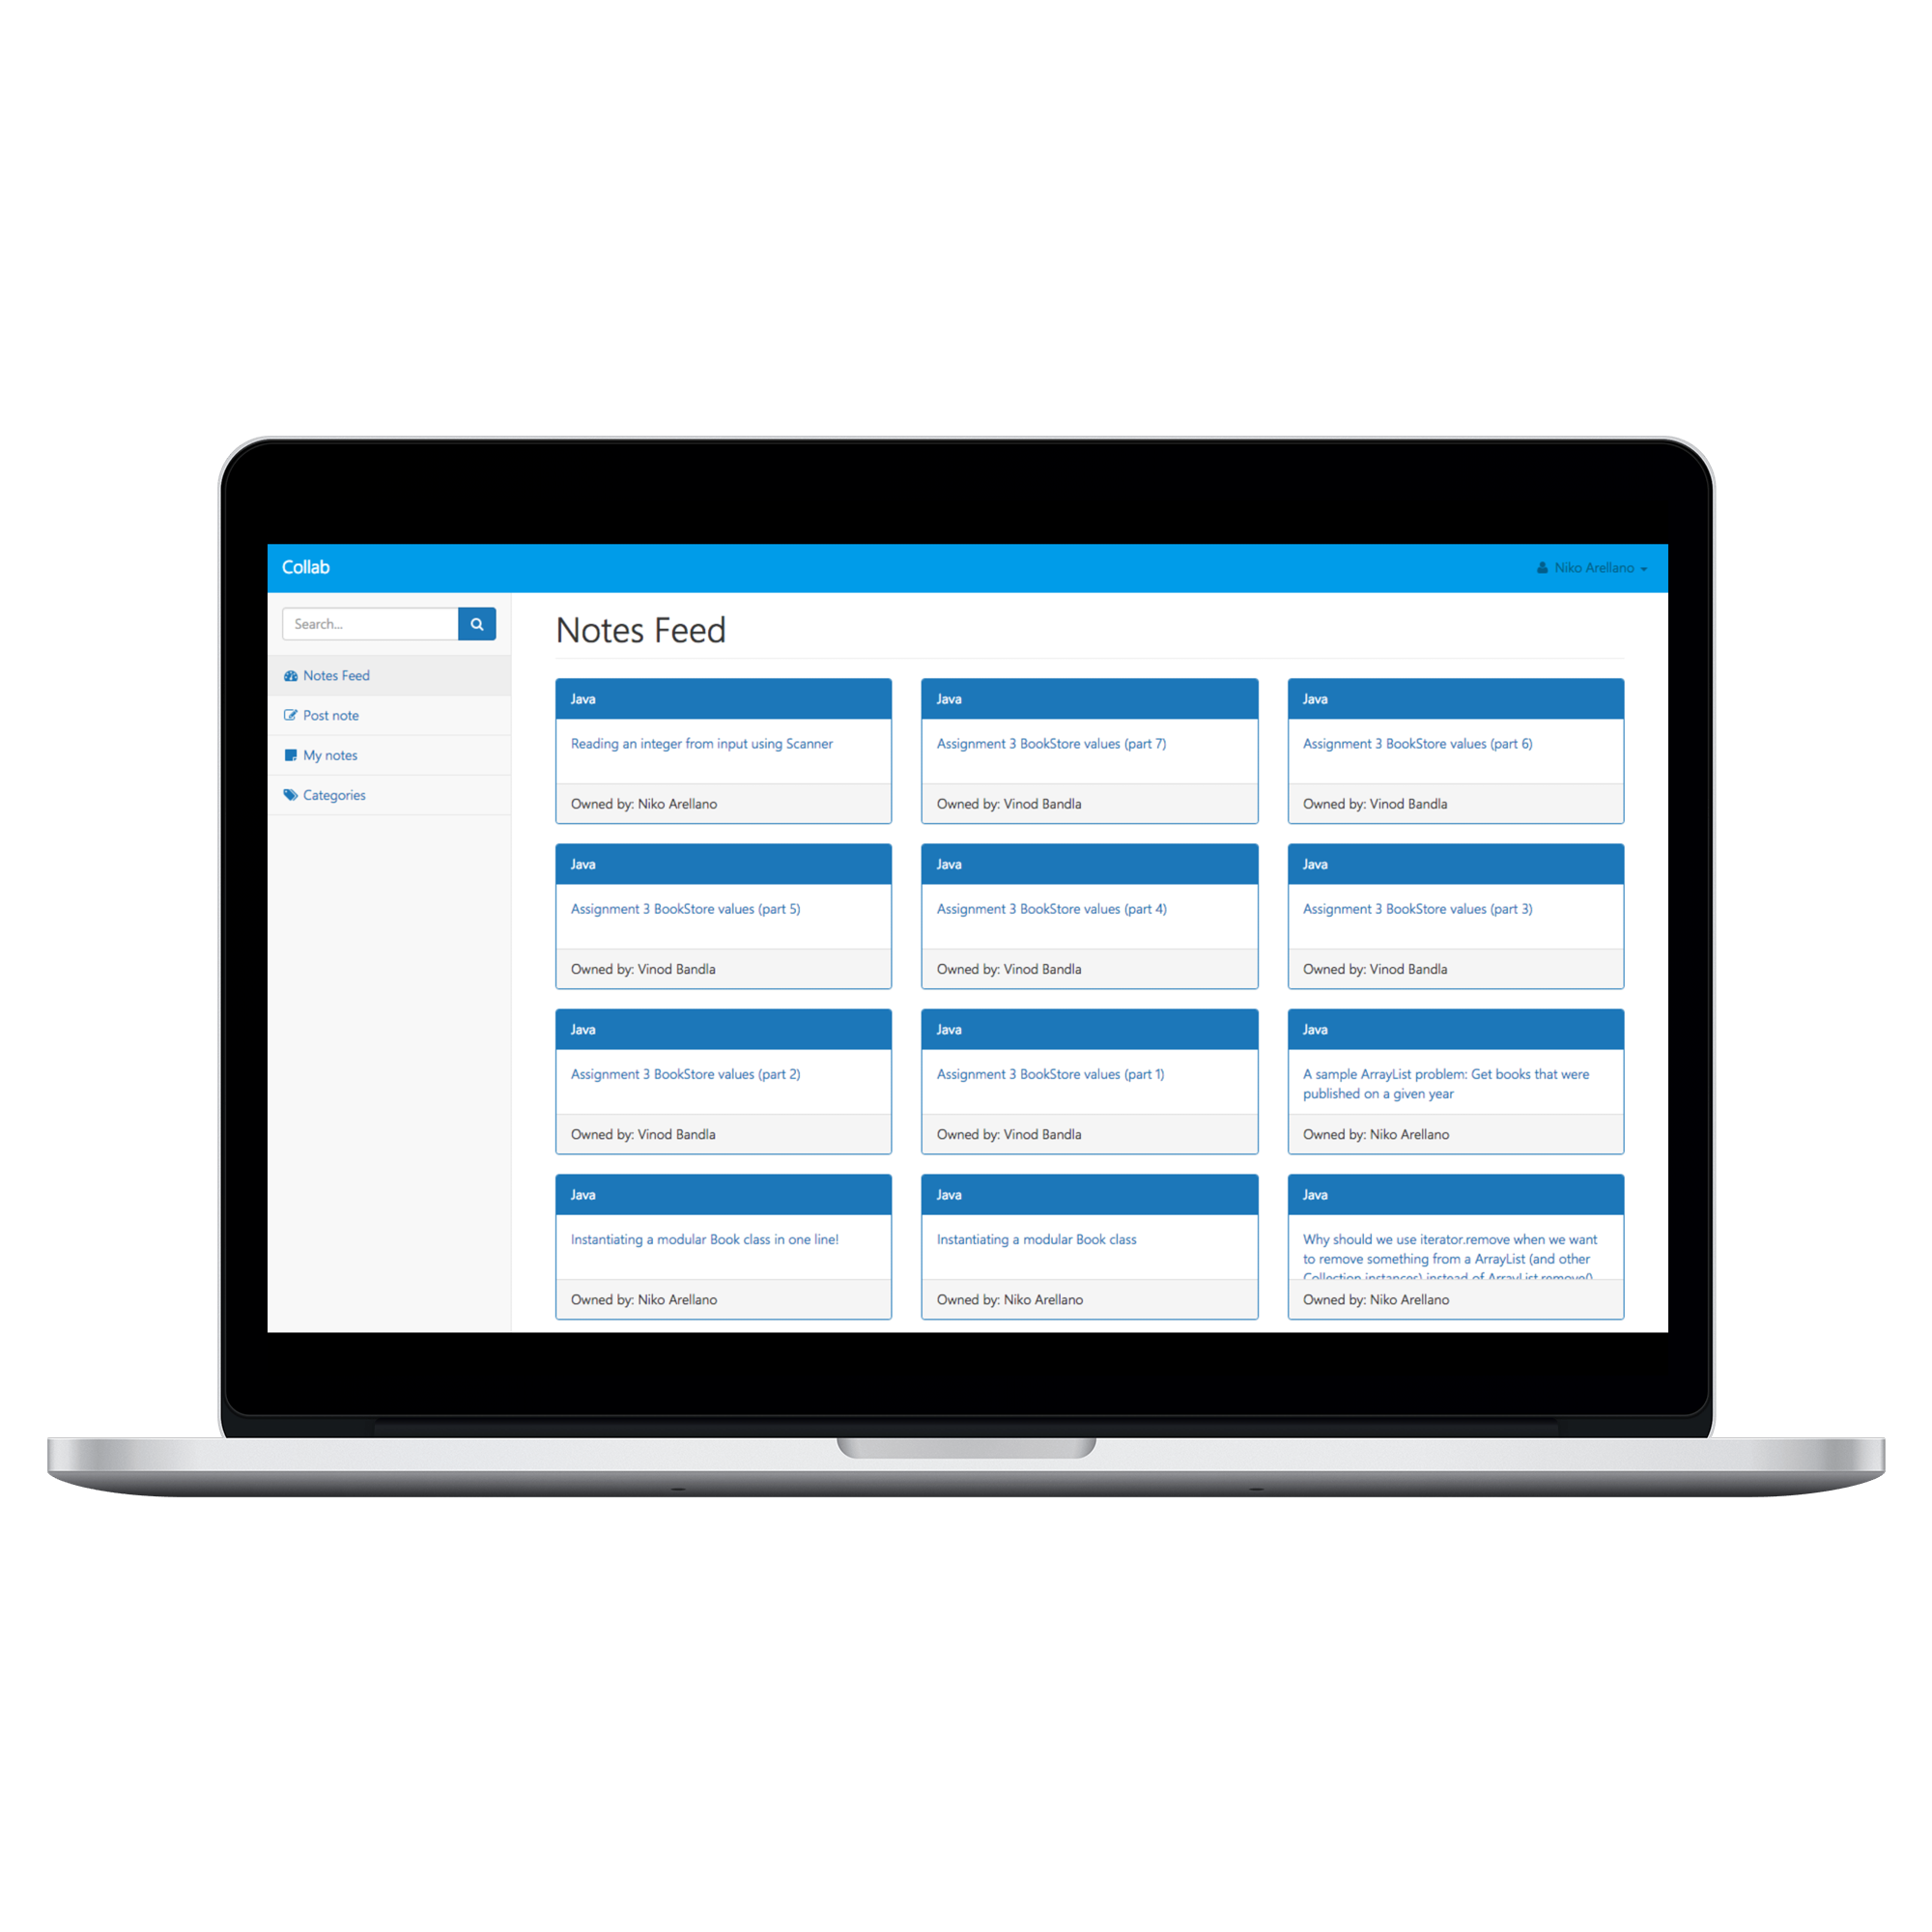 Collab
Niko Arellano
Search...
Notes Feed
Post note
My notes
Categories
Notes Feed
Java
Reading an integer from input using Scanner
Owned by: Niko Arellano
Java
Assignment 3 BookStore values (part 7)
Owned by: Vinod Bandla
Java
Assignment 3 BookStore values (part 6)
Owned by: Vinod Bandla
Java
Assignment 3 BookStore values (part 5)
Owned by: Vinod Bandla
Java
Assignment 3 BookStore values (part 4)
Owned by: Vinod Bandla
Java
Assignment 3 BookStore values (part 3)
Owned by: Vinod Bandla
Java
Assignment 3 BookStore values (part 2)
Owned by: Vinod Bandla
Java
Assignment 3 BookStore values (part 1)
Owned by: Vinod Bandla
Java
A sample ArrayList problem: Get books that were
published on a given year
Owned by: Niko Arellano
Java
Instantiating a modular Book class in one line!
Owned by: Niko Arellano
Java
Instantiating a modular Book class
Owned by: Niko Arellano
Java
Why should we use iterator.remove when we want
to remove something from a ArrayList (and other
Collection instances) instead of ArrayList.remove()
Owned by: Niko Arellano